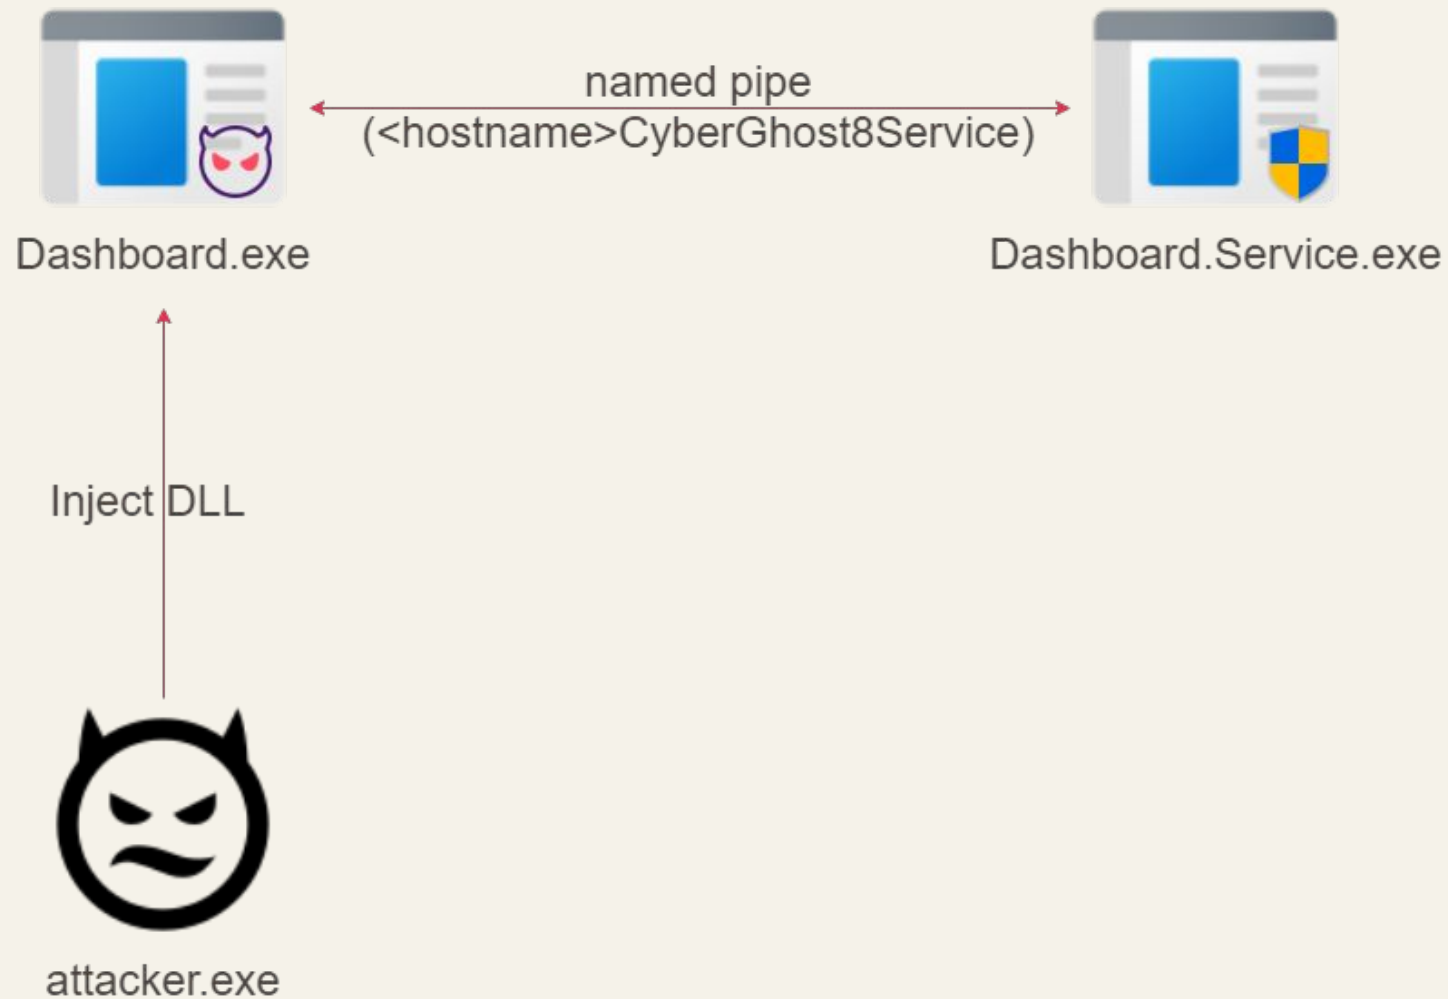 named pipe
(<hostname>CyberGhost8Service)
Dashboard.exe
Dashboard.Service.exe
Inject DLL
attacker.exe